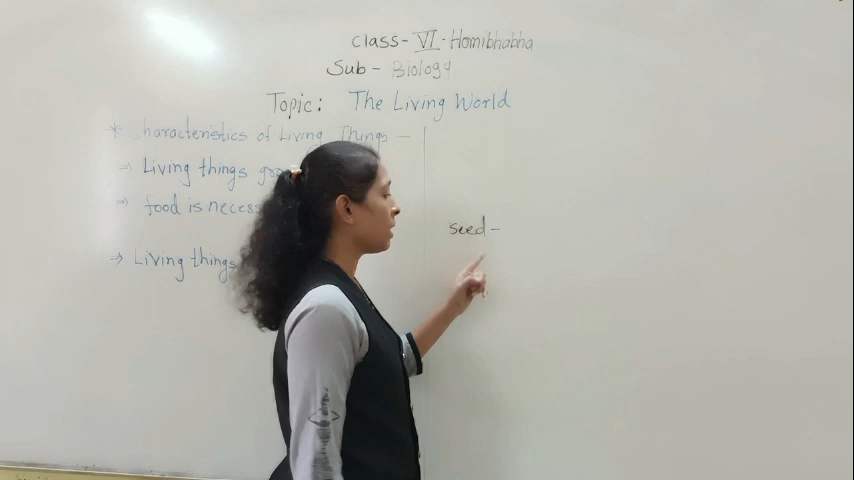 Class- VI - Homibhabha
Sub - Biology
Topic: The Living World
* Characteristics of Living Things —
⇒ Living things
⇒ food is
⇒ Living things
seed -